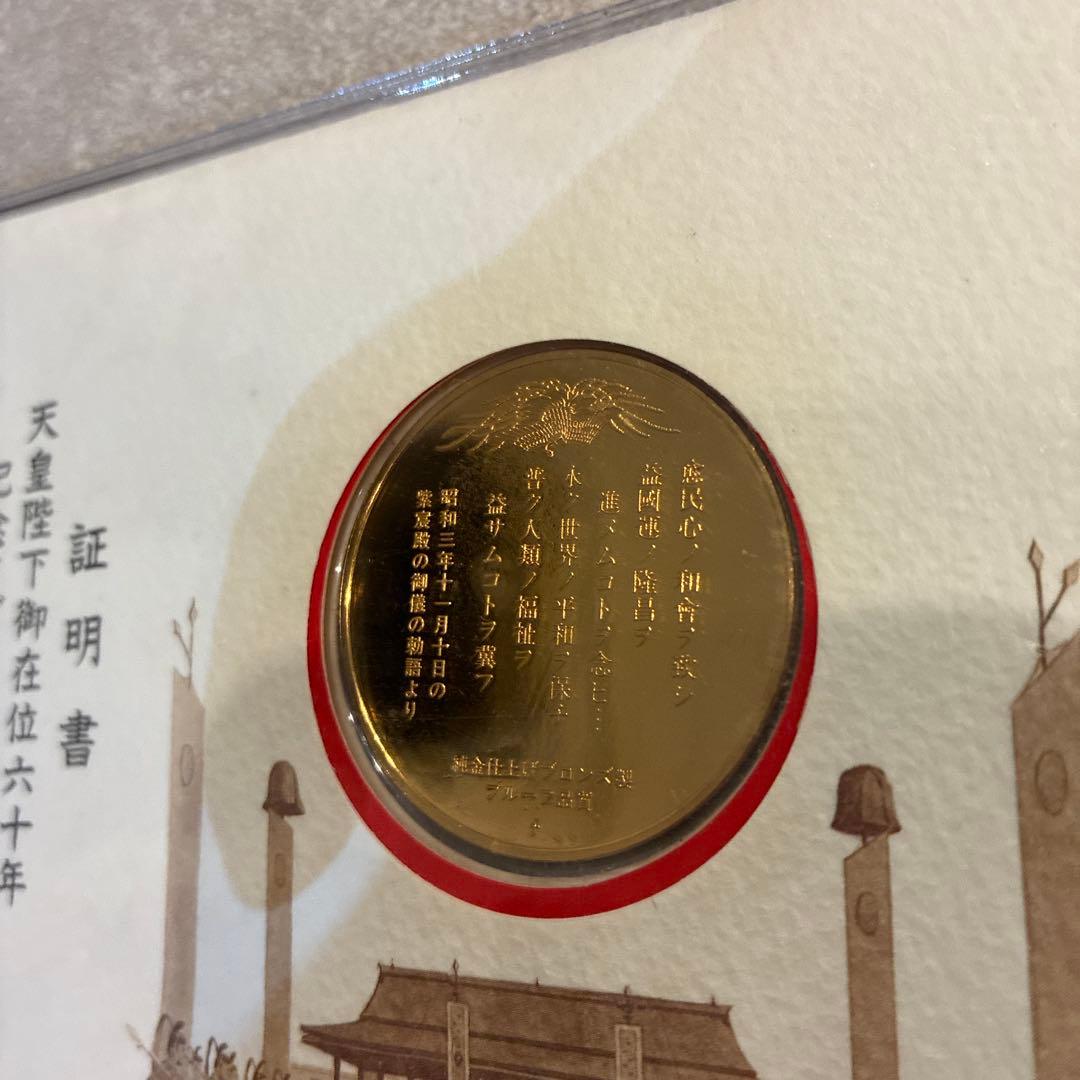 愈民心ノ和會ヲ致シ
益國運ノ隆昌ヲ
進メムコトヲ念ヒ…
永ク世界ノ平和ヲ保チ
普ク人類ノ福祉ヲ
益サムコトヲ冀フ
昭和三年十一月十日の
紫宸殿の御儀の勅語より
純金仕上げブロンズ製
プルーフ品質
証明書
天皇陛下御在位六十年